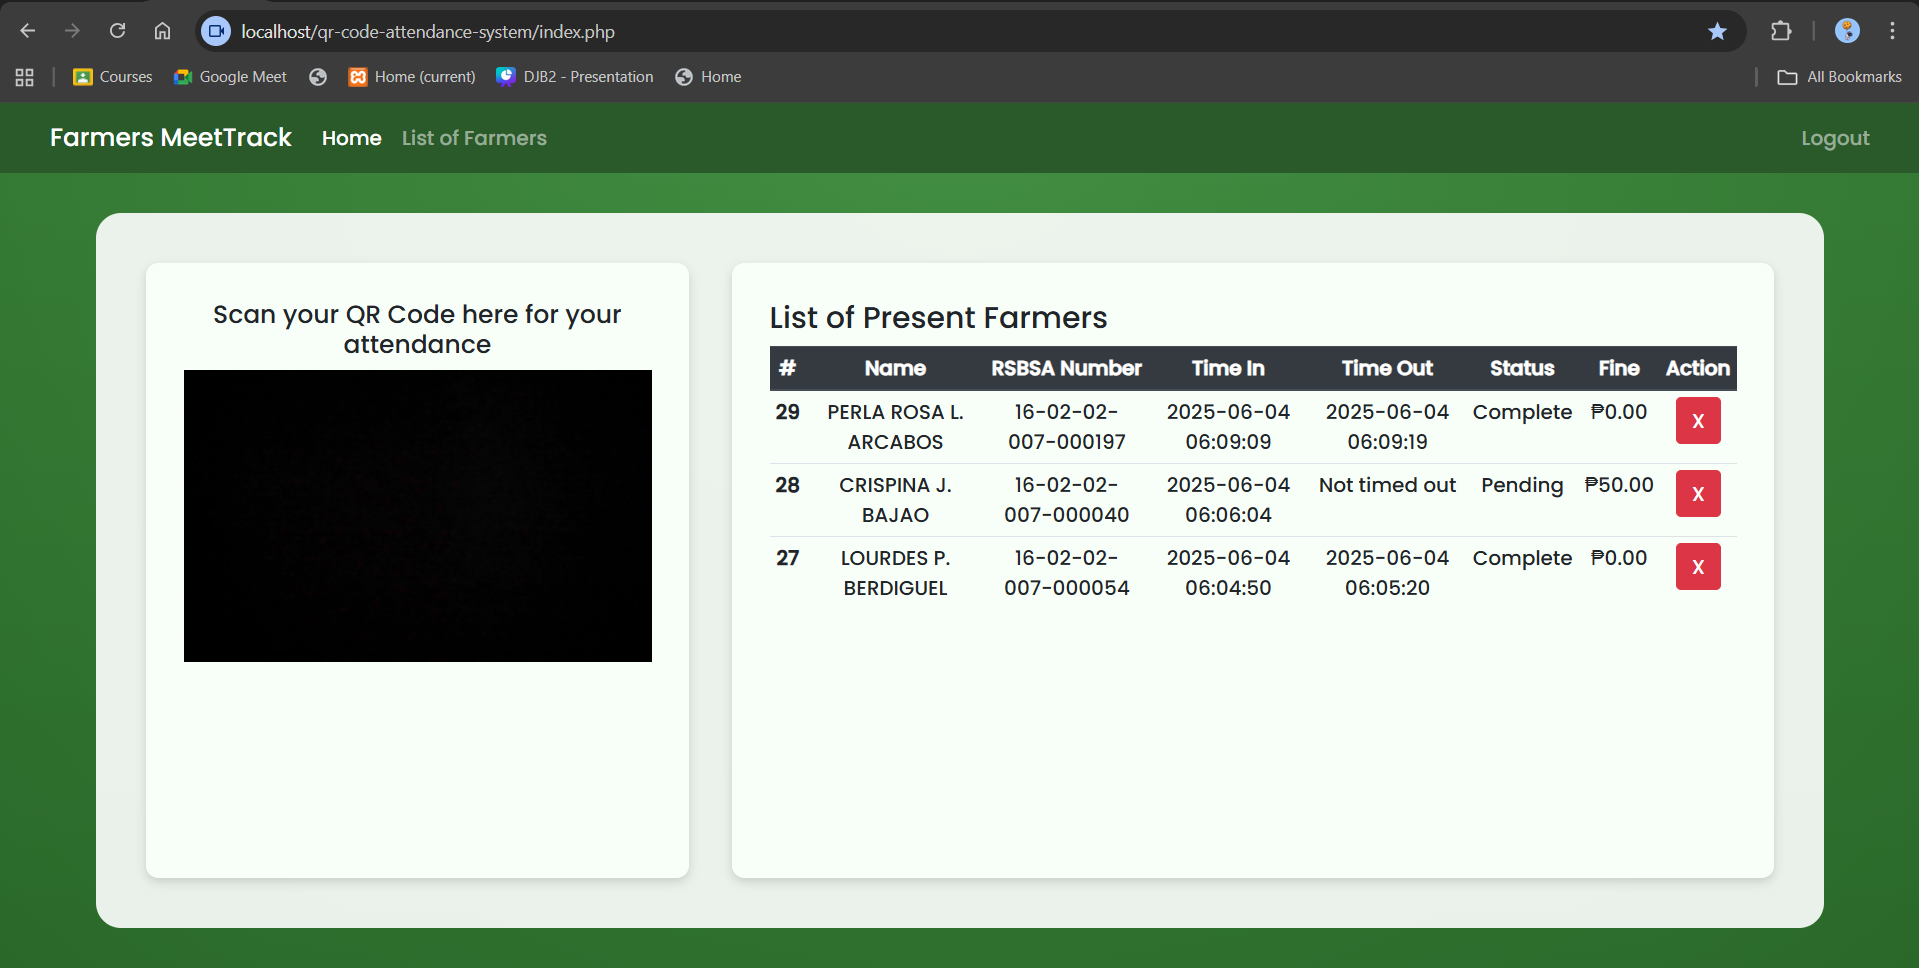 localhost/qr-code-attendance-system/index.php
Courses Google Meet Home (current) DJB2 - Presentation Home All Bookmarks
Farmers MeetTrack Home List of Farmers Logout
Scan your QR Code here for your
attendance
List of Present Farmers
# Name RSBSA Number Time In Time Out Status Fine Action
29 PERLA ROSA L. 16-02-02- 2025-06-04 2025-06-04 Complete ₱0.00 X
ARCABOS 007-000197 06:09:09 06:09:19
28 CRISPINA J. 16-02-02- 2025-06-04 Not timed out Pending ₱50.00 X
BAJAO 007-000040 06:06:04
27 LOURDES P. 16-02-02- 2025-06-04 2025-06-04 Complete ₱0.00 X
BERDIGUEL 007-000054 06:04:50 06:05:20